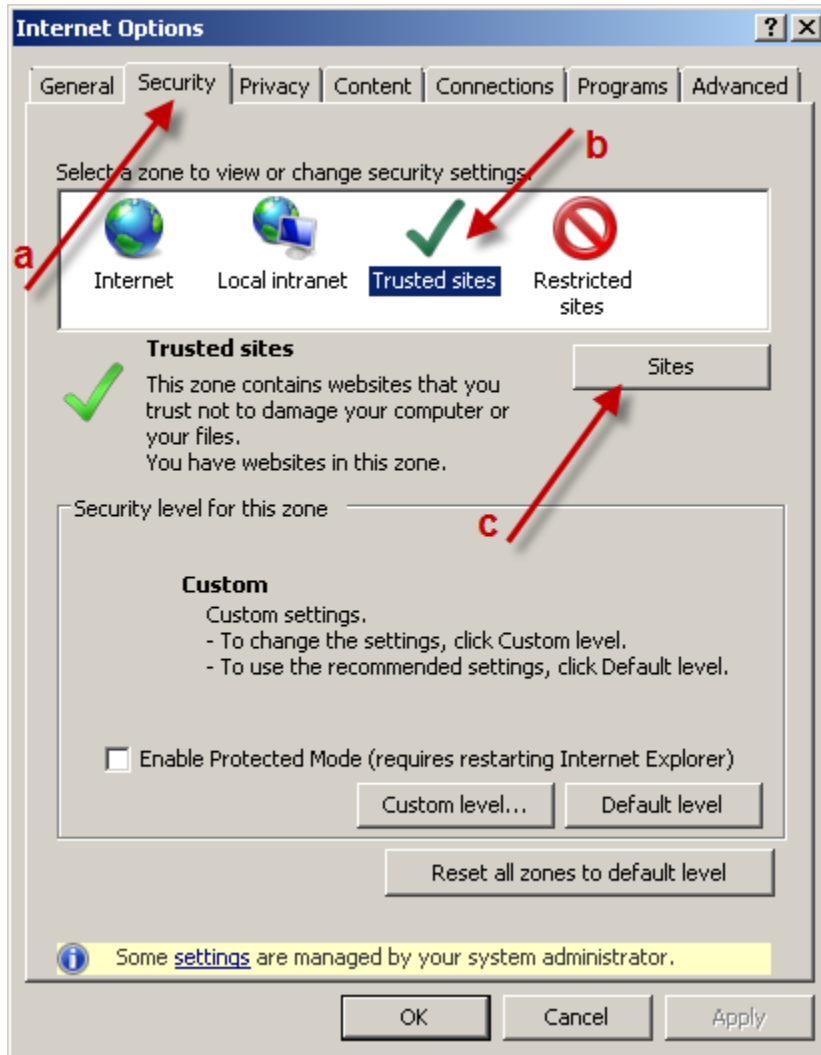 Internet Options
General Security Privacy Content Connections Programs Advanced
b
Select a zone to view or change security settings.
a
Internet Local intranet Trusted sites Restricted
sites
Trusted sites
Sites
This zone contains websites that you
trust not to damage your computer or
your files.
You have websites in this zone.
Security level for this zone
c
Custom
Custom settings.
- To change the settings, click Custom level.
- To use the recommended settings, click Default level.
Enable Protected Mode (requires restarting Internet Explorer)
Custom level... Default level
Reset all zones to default level
Some settings are managed by your system administrator.
OK Cancel Apply